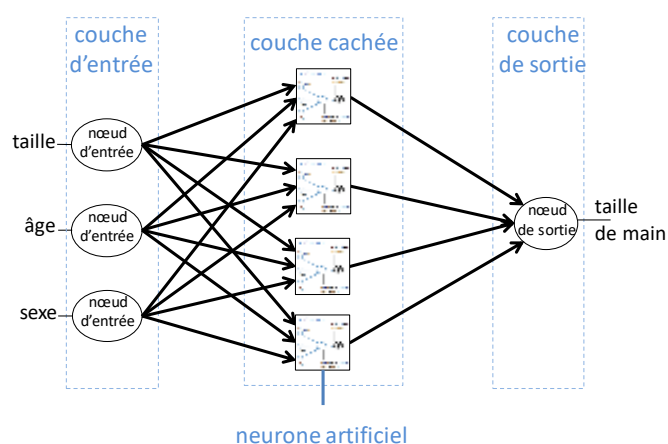 couche
d'entrée
couche cachée
couche
de sortie
taille
nœud
d'entrée
âge
nœud
d'entrée
sexe
nœud
d'entrée
nœud
de sortie
taille
de main
neurone artificiel